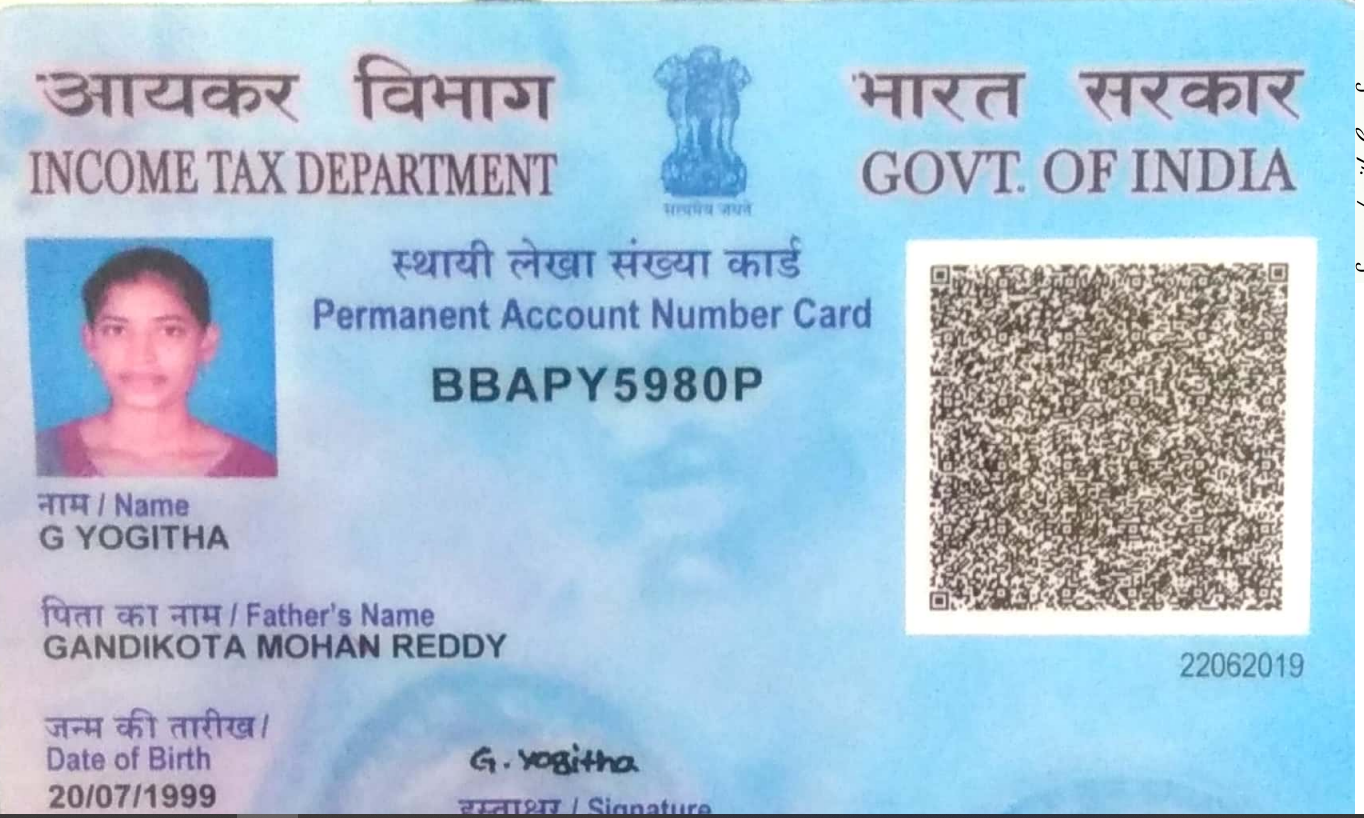 आयकर विभाग
INCOME TAX DEPARTMENT
सत्यमेव जयते
भारत सरकार
GOVT. OF INDIA
स्थायी लेखा संख्या कार्ड
Permanent Account Number Card
BBAPY5980P
नाम / Name
G YOGITHA
पिता का नाम / Father's Name
GANDIKOTA MOHAN REDDY
22062019
जन्म की तारीख /
Date of Birth
20/07/1999
G. Yogitha
हस्ताक्षर / Signature